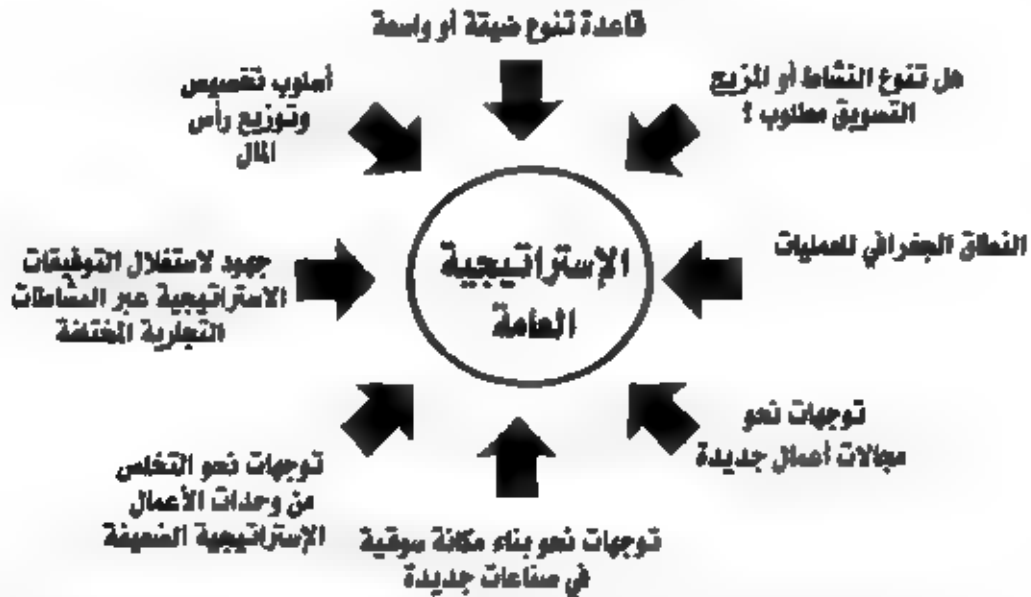 قاعدة تنوع ضيقة أو واسعة
هل تنوع النشاط أو المزيج
التسويق مطلوب ؟
أسلوب تخصيص
وتوزيع رأس
المال
النطاق الجغرافي للعمليات
الإستراتيجية
العامة
جهود لاستغلال التوفيقات
الاستراتيجية عبر النشاطات
التجارية المختلفة
توجهات نحو
مجالات أعمال جديدة
توجهات نحو بناء مكانة سوقية
في صناعات جديدة
توجهات نحو التخلص
من وحدات الأعمال
الإستراتيجية الضعيفة